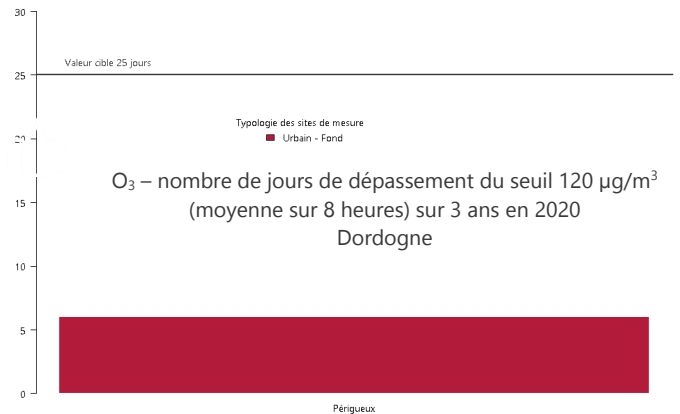 30
Valeur cible 25 jours
25
Typologie des sites de mesure
Urbain - Fond
20
O₃ – nombre de jours de dépassement du seuil 120 µg/m³
(moyenne sur 8 heures) sur 3 ans en 2020
Dordogne
15
10
5
0
Périgueux